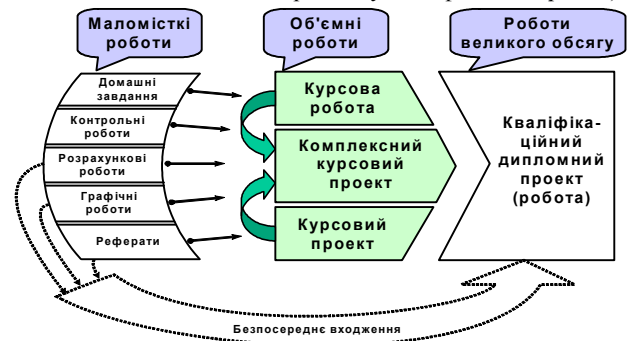 Маломісткі
роботи
Об'ємні
роботи
Роботи
великого обсягу
Домашні
завдання
Контрольні
роботи
Розрахункові
роботи
Графічні
роботи
Реферати
Курсова
робота
Комплексний
курсовий
проект
Курсовий
проект
Кваліфіка-
ційний
дипломний
проект
(робота)
Безпосереднє входження